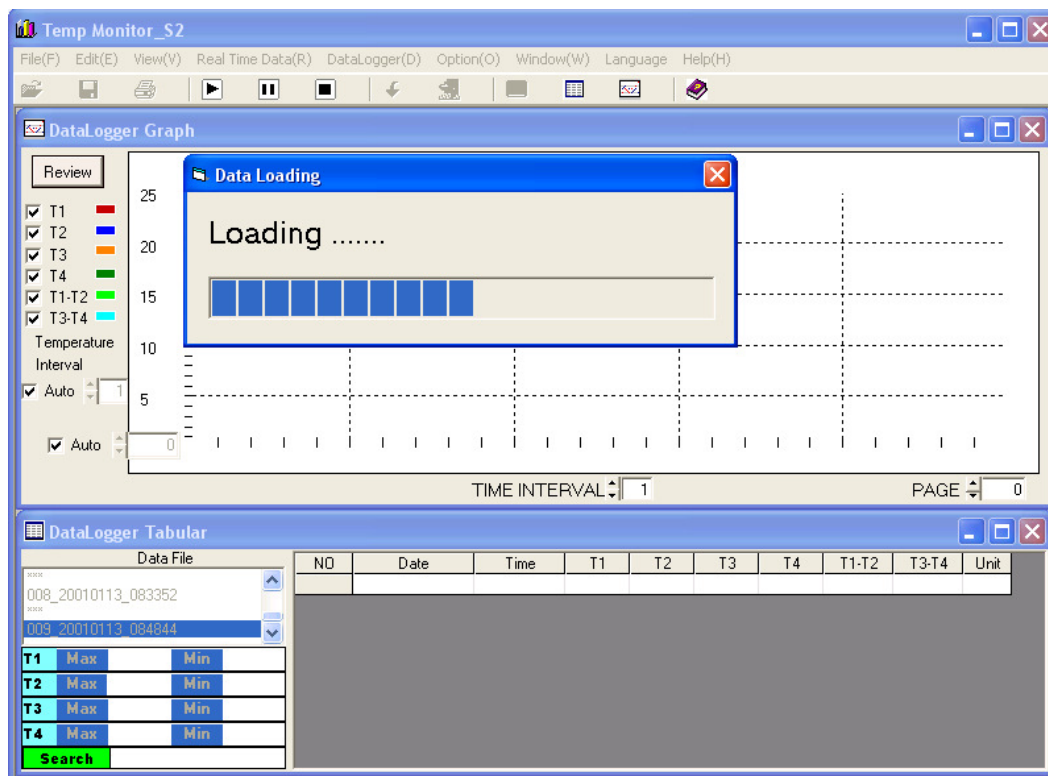 Temp Monitor_S2
File(F) Edit(E) View(V) Real Time Data(R) DataLogger(D) Option(O) Window(W) Language Help(H)
DataLogger Graph
Review
Data Loading
Loading .......
25
20
15
10
5
T1
T2
T3
T4
T1-T2
T3-T4
Temperature
Interval
Auto 1
Auto 0
TIME INTERVAL 1 PAGE 0
DataLogger Tabular
Data File
NO Date Time T1 T2 T3 T4 T1-T2 T3-T4 Unit
***
008_20010113_083352
***
009_20010113_084844
T1 Max Min
T2 Max Min
T3 Max Min
T4 Max Min
Search